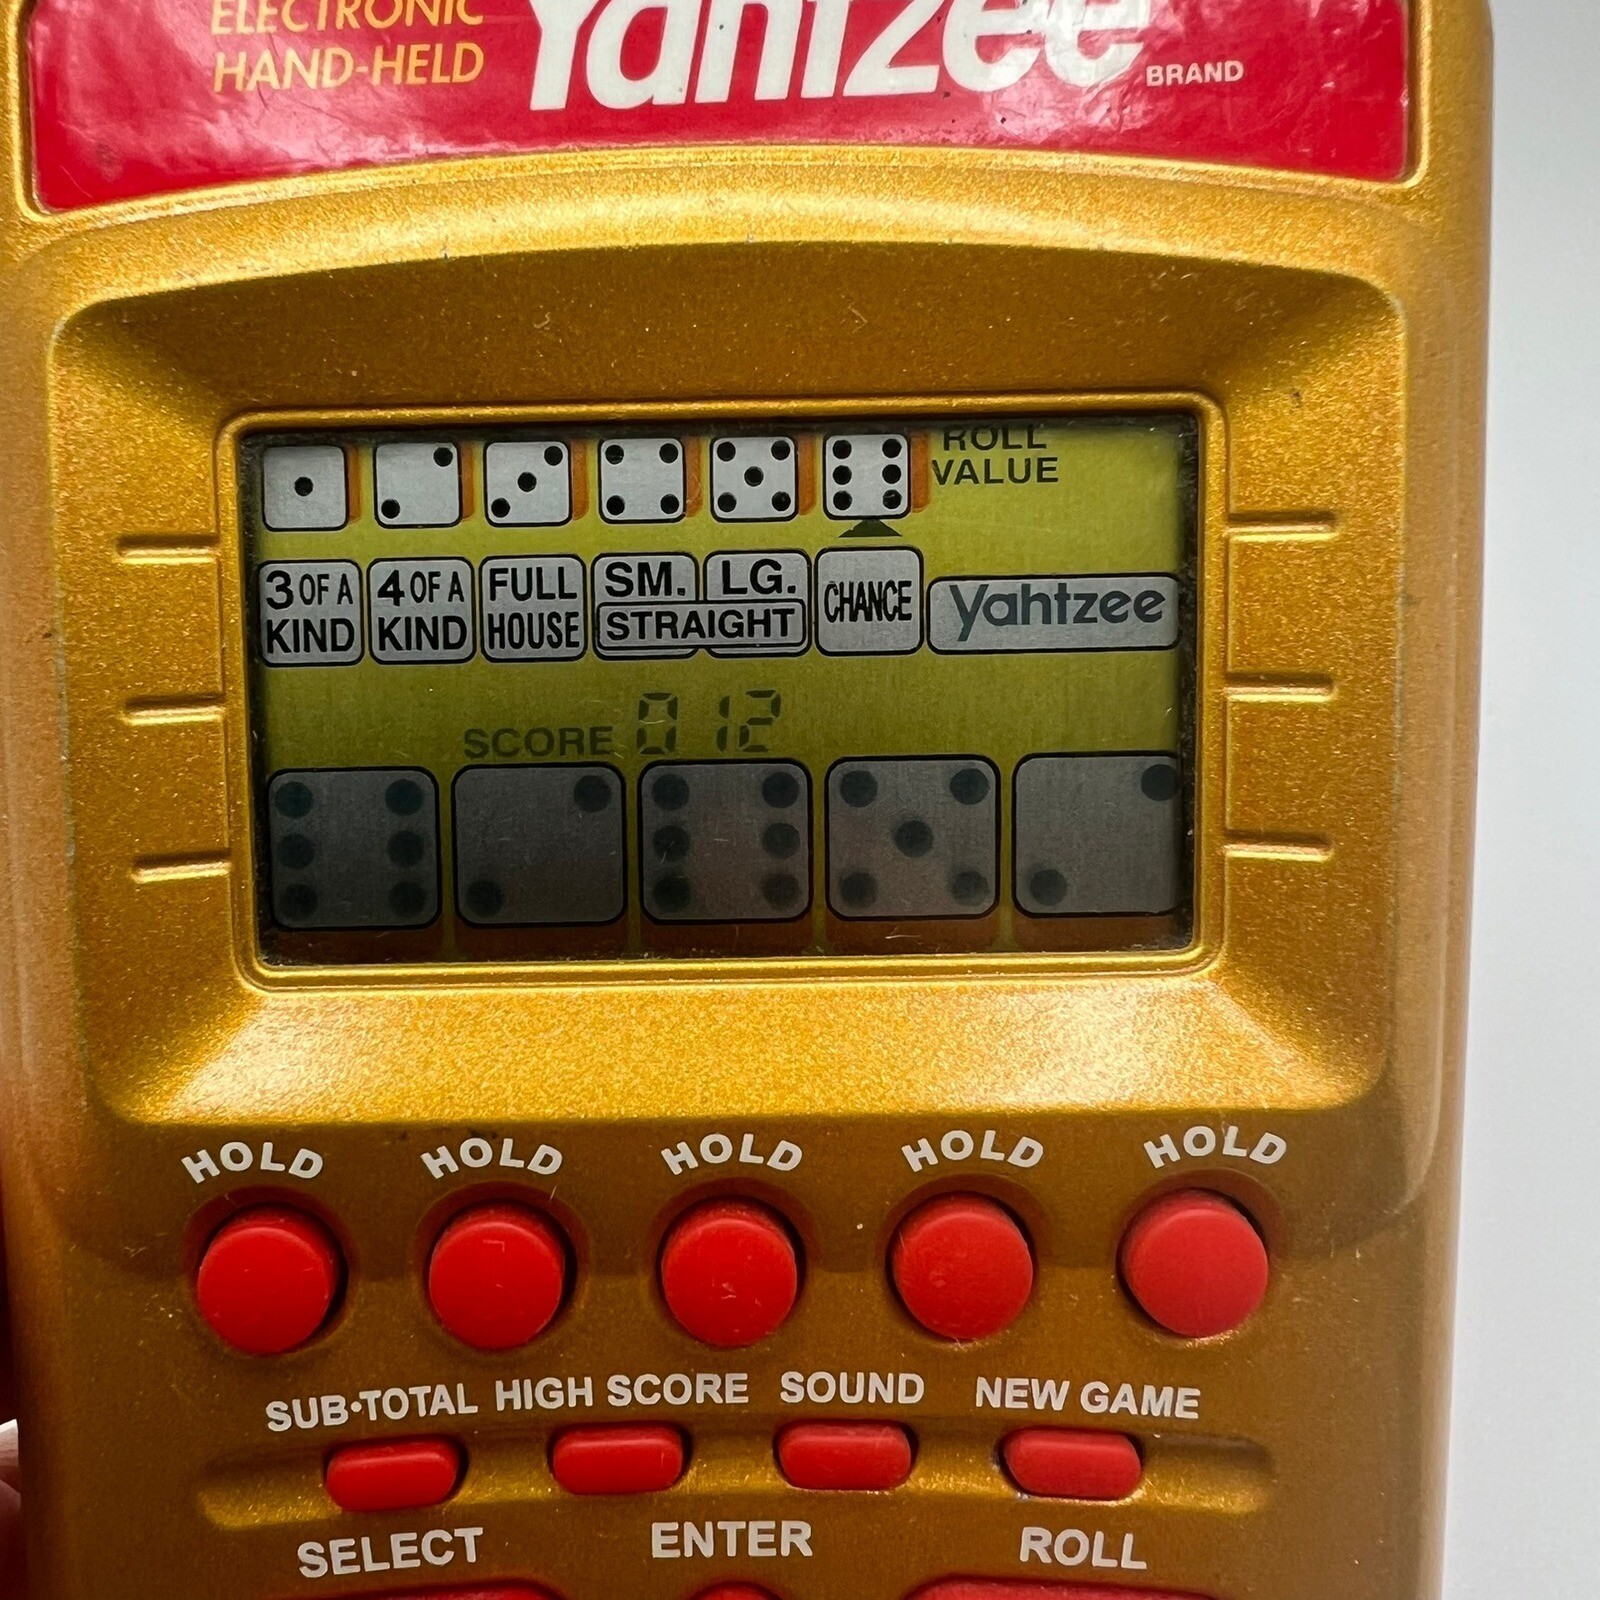 ELECTRONIC
HAND-HELD
Yahtzee
BRAND
ROLL
VALUE
3 OF A
KIND
4 OF A
KIND
FULL
HOUSE
SM. LG.
STRAIGHT
CHANCE
Yahtzee
SCORE 012
HOLD HOLD HOLD HOLD HOLD
SUB•TOTAL HIGH SCORE SOUND NEW GAME
SELECT ENTER ROLL